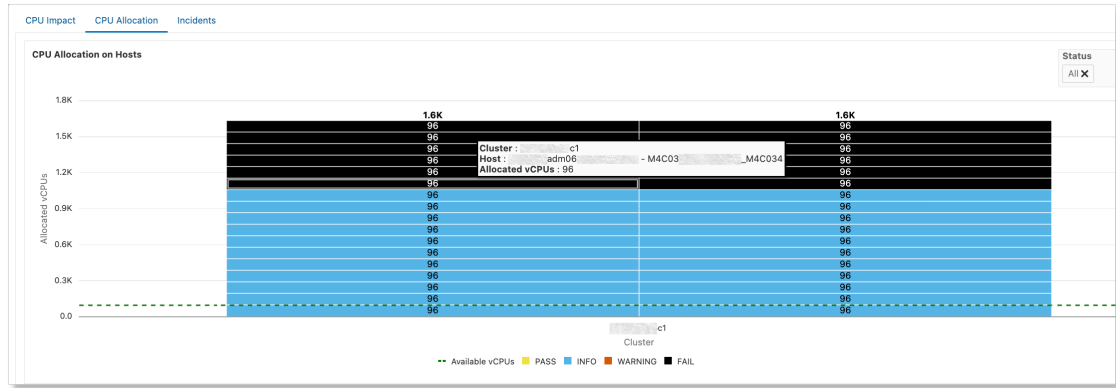 CPU Impact CPU Allocation Incidents
CPU Allocation on Hosts
Status
All ✕
1.8K
1.6K 1.6K
96 96
1.5K 96 96
Cluster : c1
96 96
Host : adm06 - M4C03 _M4C034
96 96
Allocated vCPUs : 96
1.2K 96 96
96 96
96 96
0.9K 96 96
96 96
96 96
0.6K 96 96
96 96
96 96
0.3K 96 96
96 96
96 96
0.0 96 96
Allocated vCPUs
c1
Cluster
Available vCPUs PASS INFO WARNING FAIL